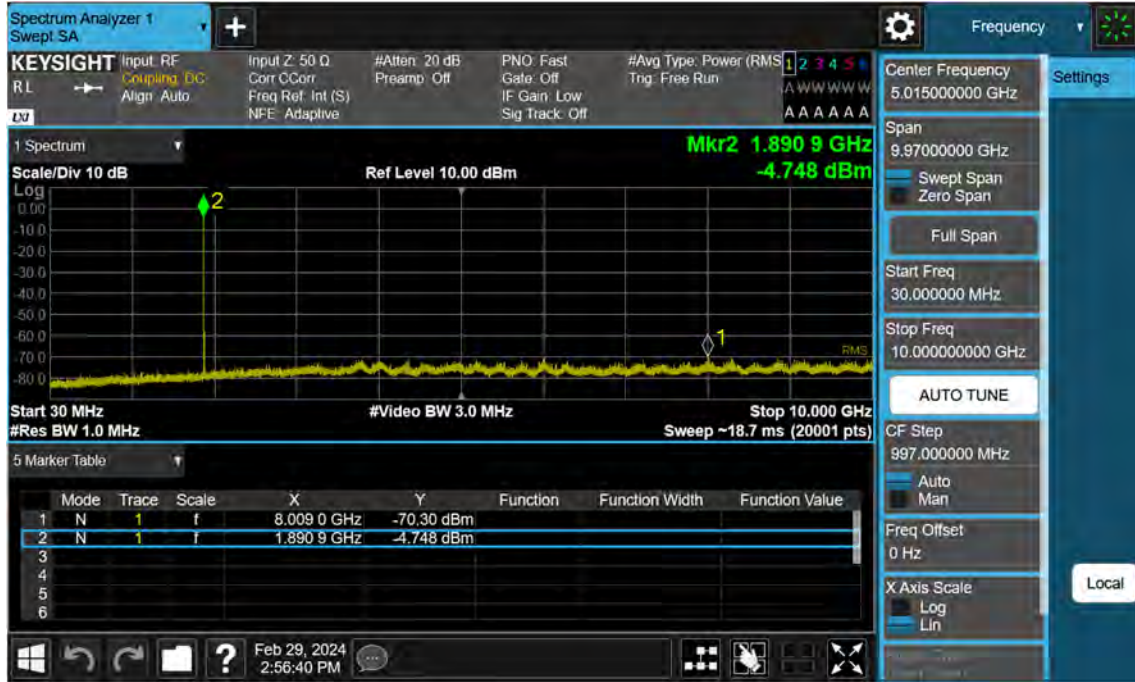 Spectrum Analyzer 1
Swept SA
Frequency
KEYSIGHT
RL
LXI
Input: RF
Coupling: DC
Align: Auto
Input Z: 50 Ω
Corr CCorr
Freq Ref: Int (S)
NFE: Adaptive
#Atten: 20 dB
Preamp: Off
PNO: Fast
Gate: Off
IF Gain: Low
Sig Track: Off
#Avg Type: Power (RMS
Trig: Free Run
1 2 3 4 5 6
A W W W W W
A A A A A A
1 Spectrum
Scale/Div 10 dB
Ref Level 10.00 dBm
Mkr2 1.890 9 GHz
-4.748 dBm
Log
0.00
-10.0
-20.0
-30.0
-40.0
-50.0
-60.0
-70.0
-80.0
2
1
RMS
Start 30 MHz
#Video BW 3.0 MHz
Stop 10.000 GHz
#Res BW 1.0 MHz
Sweep ~18.7 ms (20001 pts)
5 Marker Table
Mode Trace Scale X Y Function Function Width Function Value
1 N 1 f 8.009 0 GHz -70.30 dBm
2 N 1 f 1.890 9 GHz -4.748 dBm
3
4
5
6
Feb 29, 2024
2:56:40 PM
Center Frequency
5.015000000 GHz
Settings
Span
9.97000000 GHz
Swept Span
Zero Span
Full Span
Start Freq
30.000000 MHz
Stop Freq
10.000000000 GHz
AUTO TUNE
CF Step
997.000000 MHz
Auto
Man
Freq Offset
0 Hz
X Axis Scale
Log
Lin
Local